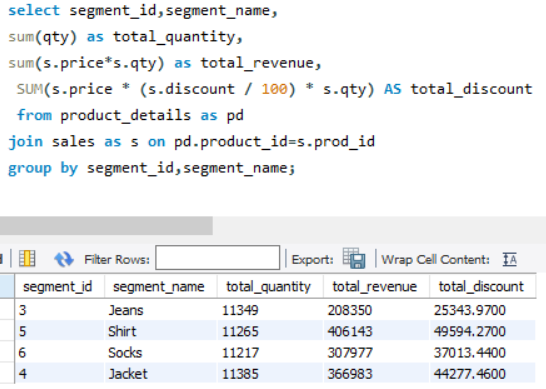 select segment_id,segment_name,
sum(qty) as total_quantity,
sum(s.price*s.qty) as total_revenue,
SUM(s.price * (s.discount / 100) * s.qty) AS total_discount
from product_details as pd
join sales as s on pd.product_id=s.prod_id
group by segment_id,segment_name;
Filter Rows: Export: Wrap Cell Content:
segment_id segment_name total_quantity total_revenue total_discount
3 Jeans 11349 208350 25343.9700
5 Shirt 11265 406143 49594.2700
6 Socks 11217 307977 37013.4400
4 Jacket 11385 366983 44277.4600